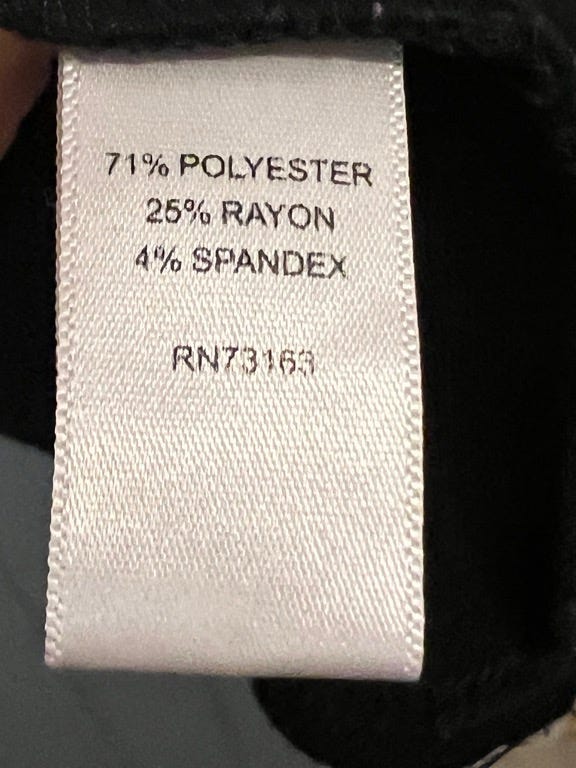 71% POLYESTER
25% RAYON
4% SPANDEX
RN73163